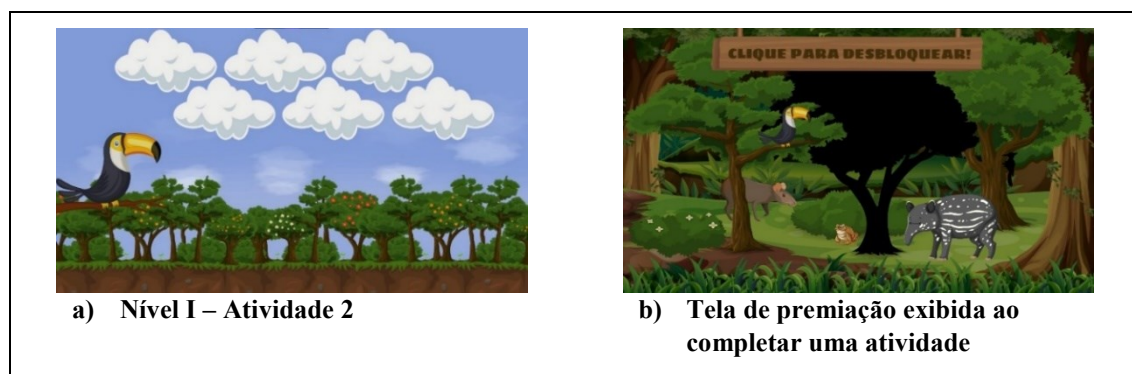 CLIQUE PARA DESBLOQUEAR!
a) Nível I – Atividade 2
b) Tela de premiação exibida ao
completar uma atividade